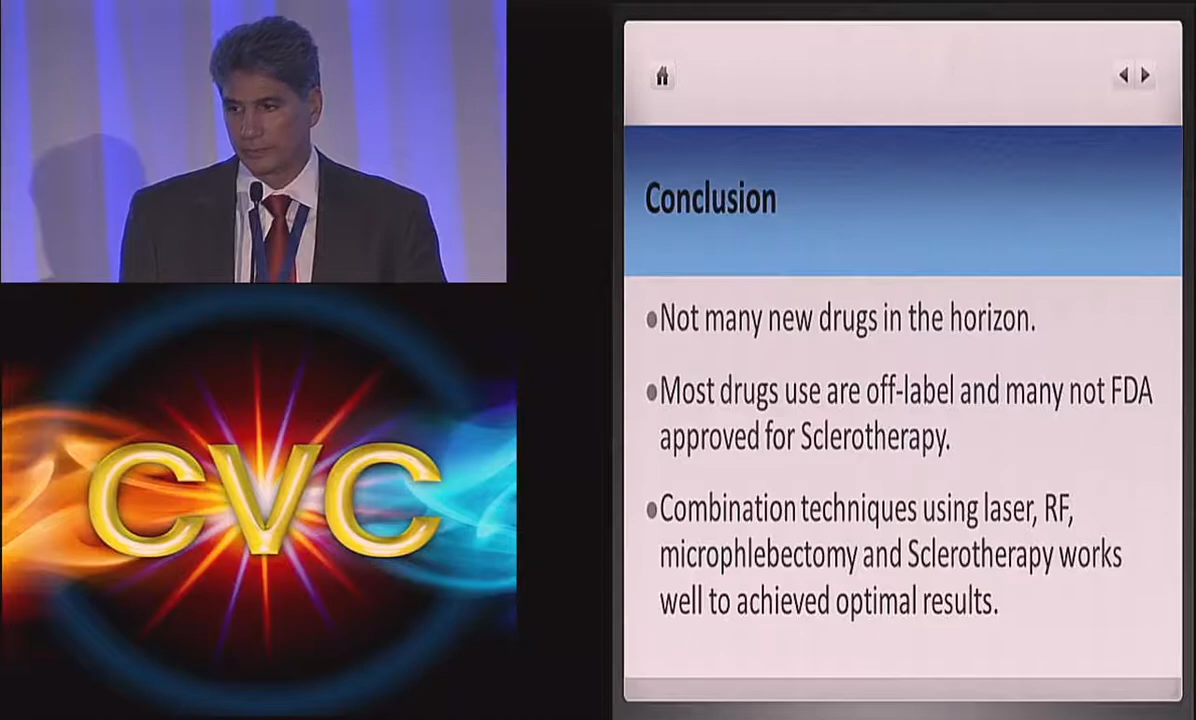 CVC
Conclusion
Not many new drugs in the horizon.
Most drugs use are off-label and many not FDA
approved for Sclerotherapy.
Combination techniques using laser, RF,
microphlebectomy and Sclerotherapy works
well to achieved optimal results.